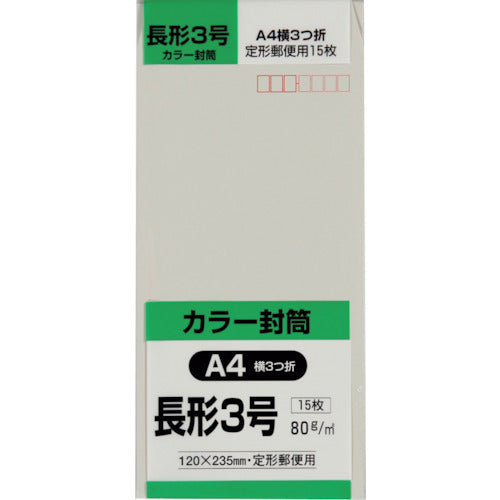 長形3号
カラー封筒
A4横3つ折
定形郵便用15枚
カラー封筒
A4 横3つ折
長形3号
15枚
80g/㎡
120×235mm・定形郵便用